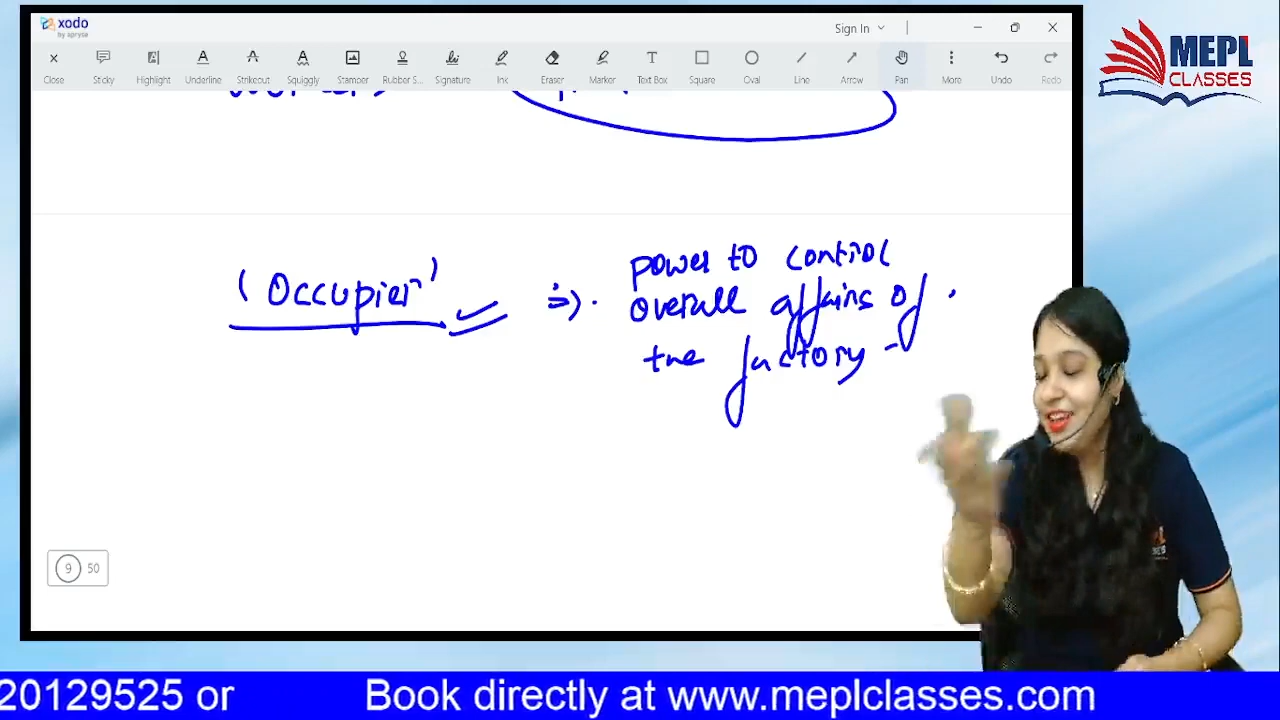 xodo
by apryse
Sign In
Close
Sticky
Highlight
Underline
Strikeout
Squiggly
Stamper
Rubber S...
Signature
Ink
Eraser
Marker
Text Box
Square
Oval
Line
Arrow
Pan
More
Undo
Redo
MEPL
CLASSES
(Occupier)
⇒ power to control
overall affairs of
the factory -
9 50
20129525 or Book directly at www.meplclasses.com